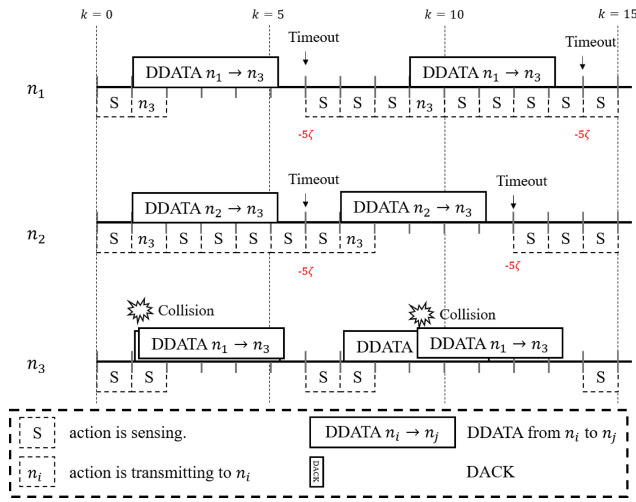 k = 0 k = 5 k = 10 k = 15
Timeout Timeout
DDATA n₁ → n₃ DDATA n₁ → n₃
n₁
S n₃ S S S n₃ S S S S S
-5ζ -5ζ
Timeout Timeout
DDATA n₂ → n₃ DDATA n₂ → n₃
n₂
S n₃ S S S S S n₃ S S S
-5ζ -5ζ
Collision Collision
DDATA n₁ → n₃ DDATA DDATA n₁ → n₃
n₃
S S S S S
S action is sensing. DDATA nᵢ → nⱼ DDATA from nᵢ to nⱼ
nᵢ action is transmitting to nᵢ DACK DACK